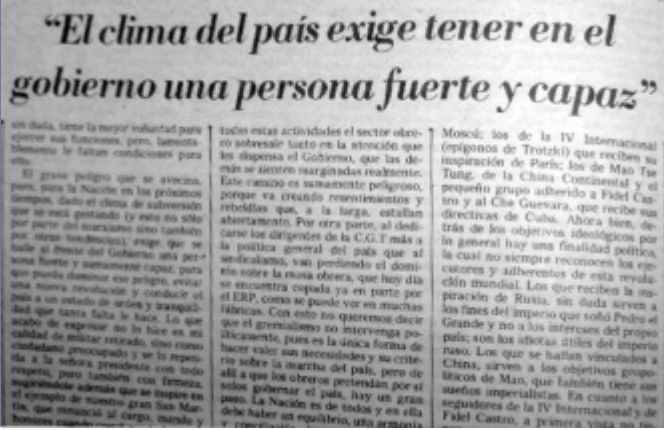 “El clima del país exige tener en el
gobierno una persona fuerte y capaz”
sin duda, tiene la mejor voluntad para
ejercer sus funciones, pero, lamenta-
blemente le faltan condiciones para
ello.
El grave peligro que se avecina,
pues, para la Nación en los próximos
tiempos, dado el clima de subversión
que se está gestando (y esto no sólo
por parte del marxismo sino también
de otras tendencias), exige que se
halle al frente del Gobierno una per-
sona fuerte y sumamente capaz, para
que pueda dominar ese peligro, evitar
una nueva revolución y conducir el
país a un estado de orden y tranquili-
dad que tanta falta le hace. Lo que
acabo de expresar no lo hice en mi
calidad de militar retirado, sino como
ciudadano preocupado y se lo repeti-
ría a la señora presidente con todo
respeto, pero también con firmeza,
sugiriéndole además que se inspire en
el ejemplo de nuestro gran San Mar-
tín, que renunció al cargo, mando y
todas estas actividades el sector obre-
ro sobresale tanto en la atención que
les dispensa el Gobierno, que las de-
más se sienten marginadas realmente.
Este camino es sumamente peligroso,
porque va creando resentimientos y
rebeldías que, a la larga, estallan
abiertamente. Por otra parte, al dedi-
carse los dirigentes de la C.G.T más a
la política general del país que al
sindicalismo, van perdiendo el domi-
nio sobre la masa obrera, que hoy día
se encuentra copada ya en parte por
el ERP, como se puede ver en muchas
fábricas. Con esto no queremos decir
que el gremialismo no intervenga po-
líticamente, pues es la única forma de
hacer valer sus necesidades y su crite-
rio sobre la marcha del país, pero de
allí a que los obreros pretendan por sí
solos gobernar el país, hay un gran
paso. La Nación es de todos y en ella
debe haber un equilibrio, una armonía
Moscú; los de la IV Internacional
(epígonos de Trotzki) que reciben su
inspiración de París; los de Mao Tse
Tung, de la China Continental y el
pequeño grupo adherido a Fidel Cas-
tro y al Che Guevara, que recibe sus
directivas de Cuba. Ahora bien, de-
trás de los objetivos ideológicos por
lo general hay una finalidad política,
la cual no siempre reconocen los eje-
cutores y adherentes de esta revolu-
ción mundial. Los que reciben la ins-
piración de Rusia, sin duda sirven a
los fines del imperio que soñó Pedro el
Grande y no a los intereses del propio
país; son los idiotas útiles del imperio
ruso. Los que se hallan vinculados a
China, sirven a los objetivos geopo-
líticos de Mao, que también tiene sus
sueños imperialistas. En cuanto a los
seguidores de la IV Internacional y de
Fidel Castro, a primera vista no